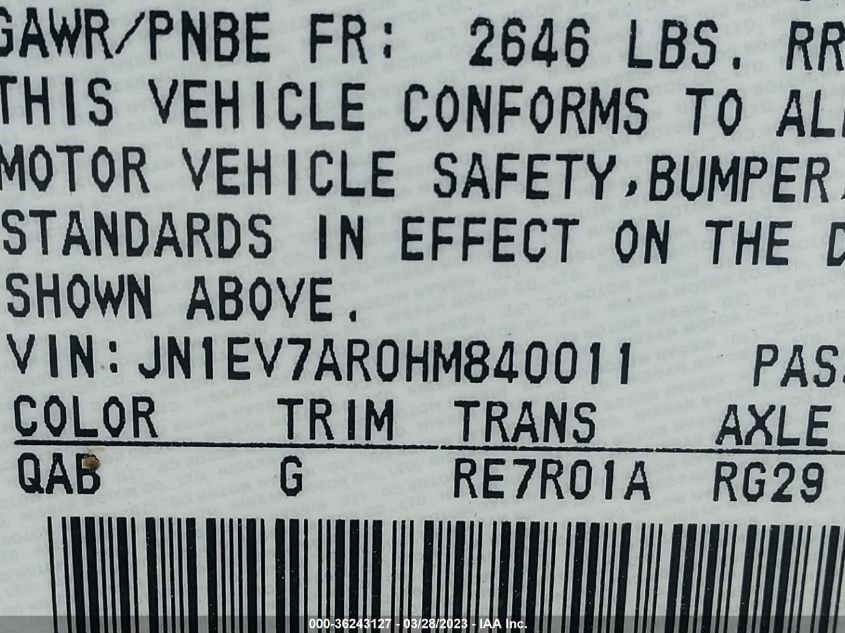 GAWR/PNBE FR: 2646 LBS. RR
THIS VEHICLE CONFORMS TO ALL
MOTOR VEHICLE SAFETY, BUMPER,
STANDARDS IN EFFECT ON THE D
SHOWN ABOVE.
VIN: JN1EV7AR0HM840011 PAS
COLOR TRIM TRANS AXLE
QAB G RE7R01A RG29
000-36243127 - 03/28/2023 - IAA Inc.